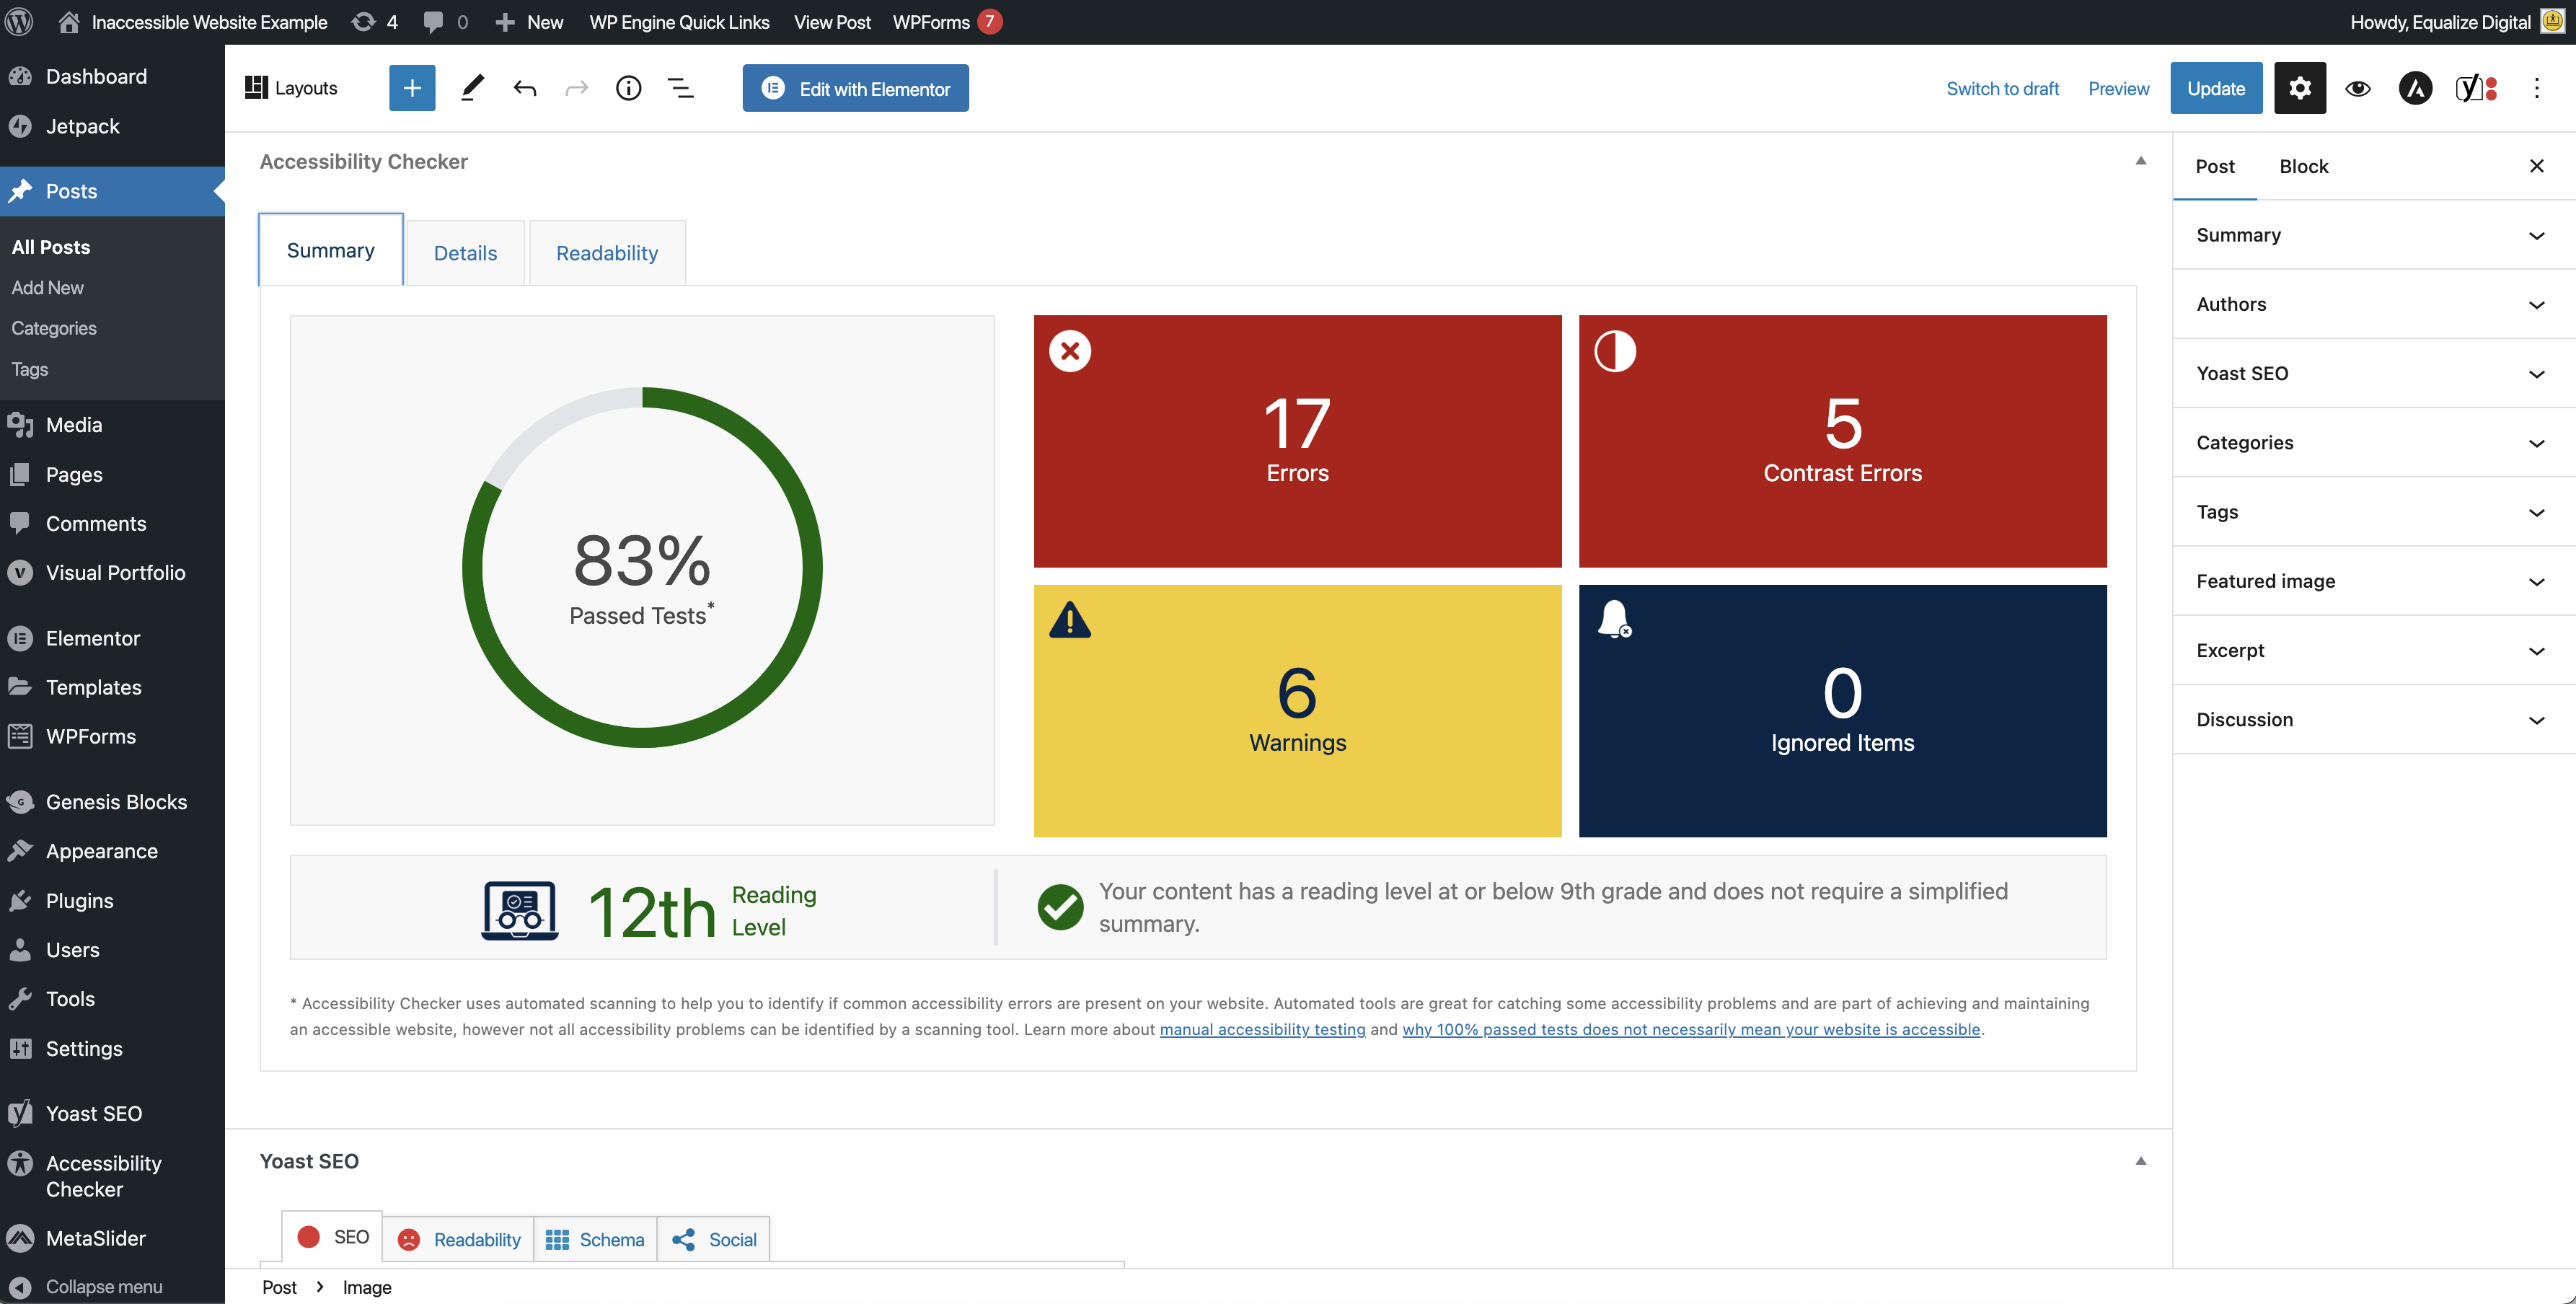 Inaccessible Website Example 4 0 New WP Engine Quick Links View Post WPForms 7 Howdy, Equalize Digital
Dashboard
Jetpack
Posts
All Posts
Add New
Categories
Tags
Media
Pages
Comments
Visual Portfolio
Elementor
Templates
WPForms
Genesis Blocks
Appearance
Plugins
Users
Tools
Settings
Yoast SEO
Accessibility
Checker
MetaSlider
Collapse menu
Layouts Edit with Elementor Switch to draft Preview Update
Accessibility Checker
Summary Details Readability
83%
Passed Tests*
17
Errors
5
Contrast Errors
6
Warnings
0
Ignored Items
12th Reading
Level
Your content has a reading level at or below 9th grade and does not require a simplified
summary.
* Accessibility Checker uses automated scanning to help you to identify if common accessibility errors are present on your website. Automated tools are great for catching some accessibility problems and are part of achieving and maintaining
an accessible website, however not all accessibility problems can be identified by a scanning tool. Learn more about manual accessibility testing and why 100% passed tests does not necessarily mean your website is accessible.
Yoast SEO
SEO Readability Schema Social
Post Image
Post Block
Summary
Authors
Yoast SEO
Categories
Tags
Featured image
Excerpt
Discussion